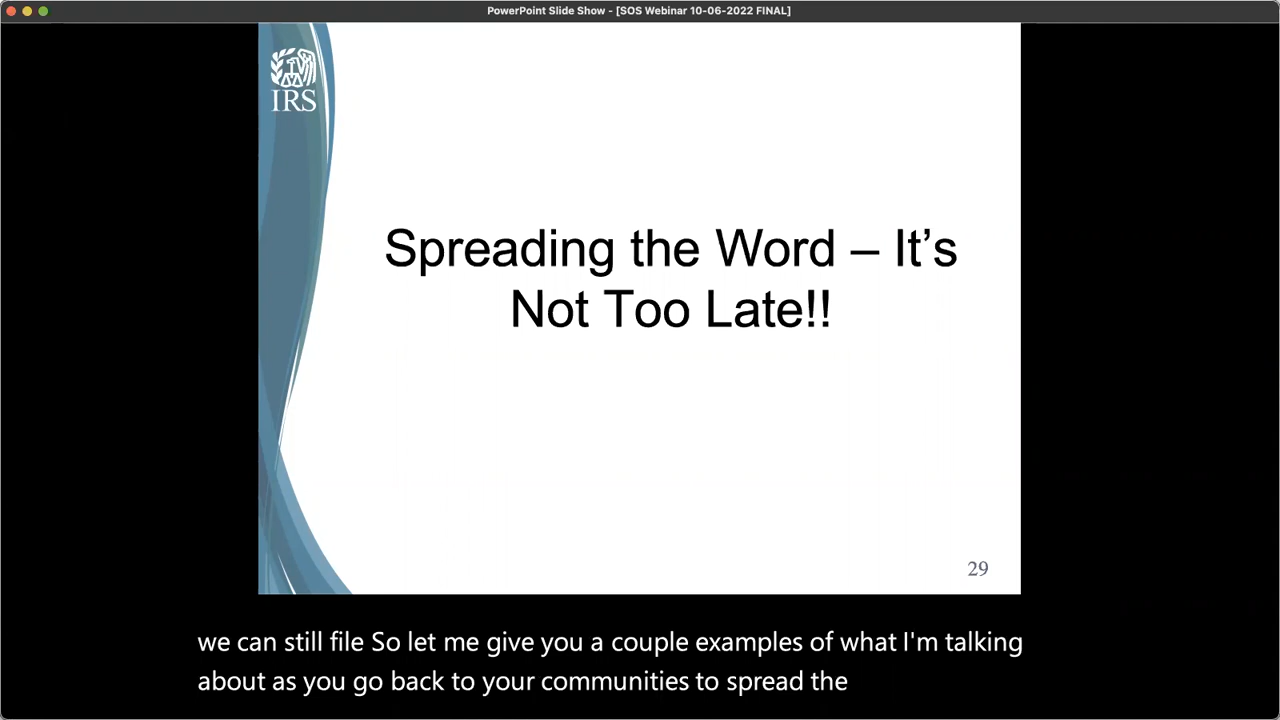 PowerPoint Slide Show - [SOS Webinar 10-06-2022 FINAL]
IRS
Spreading the Word – It’s
Not Too Late!!
29
we can still file So let me give you a couple examples of what I'm talking
about as you go back to your communities to spread the